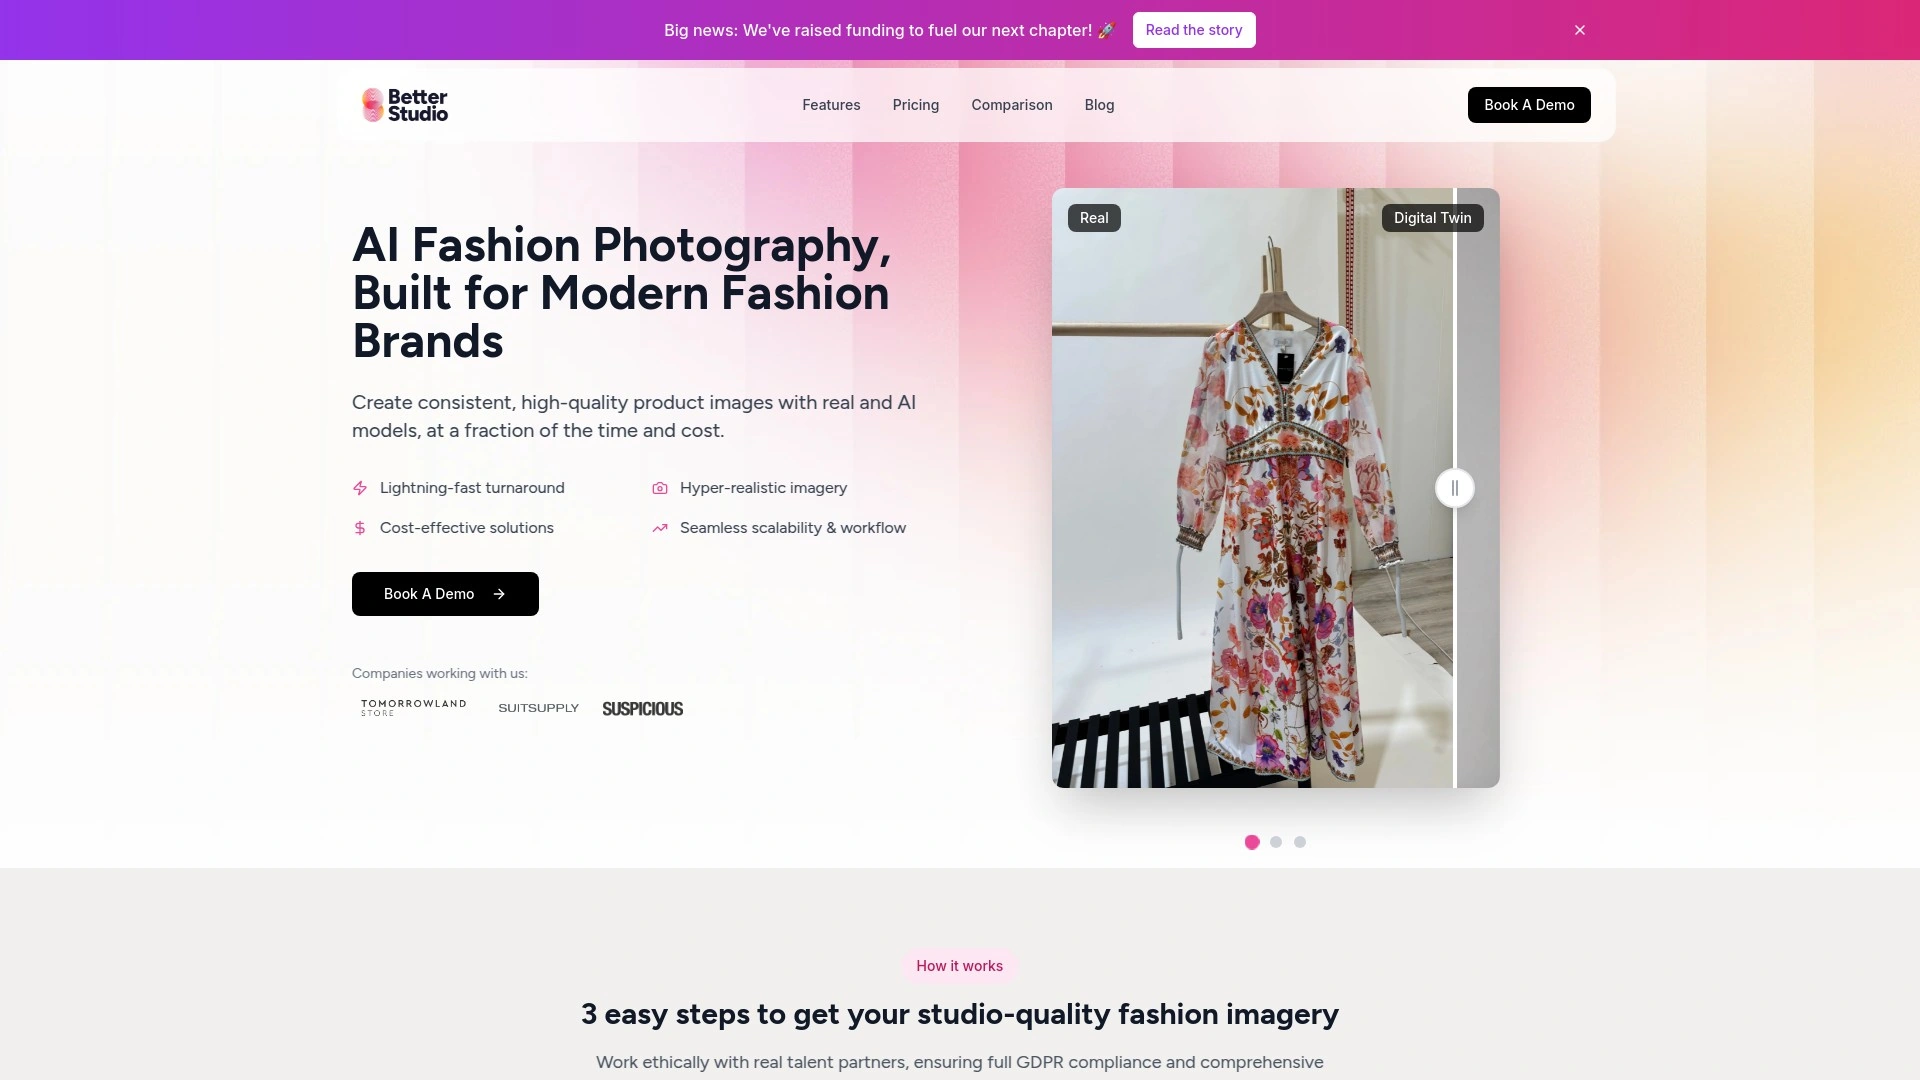 Big news: We've raised funding to fuel our next chapter! 🚀 Read the story
Better
Studio
Features Pricing Comparison Blog
Book A Demo
AI Fashion Photography,
Built for Modern Fashion
Brands
Create consistent, high-quality product images with real and AI
models, at a fraction of the time and cost.
Lightning-fast turnaround
Hyper-realistic imagery
Cost-effective solutions
Seamless scalability & workflow
Book A Demo
Companies working with us:
TOMORROWLAND
STORE
SUITSUPPLY
SUSPICIOUS
Real
Digital Twin
How it works
3 easy steps to get your studio-quality fashion imagery
Work ethically with real talent partners, ensuring full GDPR compliance and comprehensive